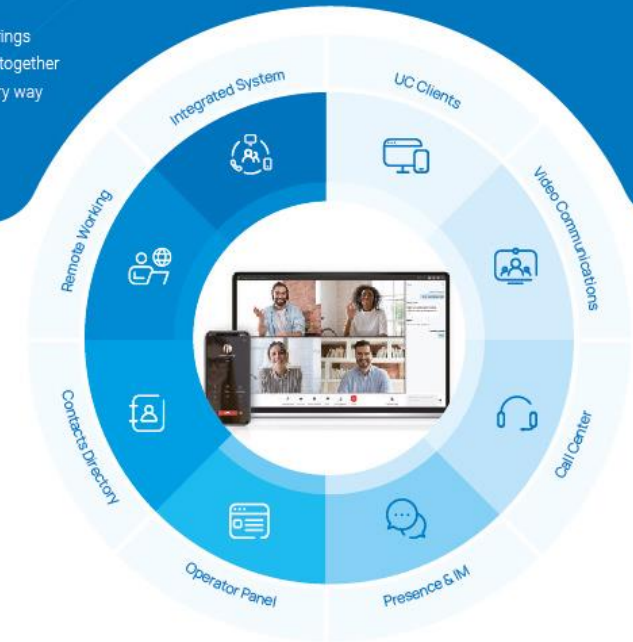 ings
together
ry way
Integrated System
UC Clients
Video Communications
Call Center
Presence & IM
Operator Panel
Contacts Directory
Remote Working